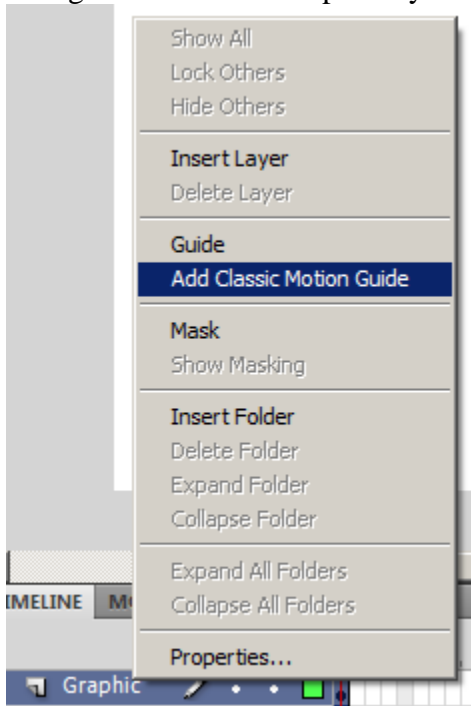 Show All
Lock Others
Hide Others
Insert Layer
Delete Layer
Guide
Add Classic Motion Guide
Mask
Show Masking
Insert Folder
Delete Folder
Expand Folder
Collapse Folder
Expand All Folders
Collapse All Folders
Properties...
IMELINE
Graphic